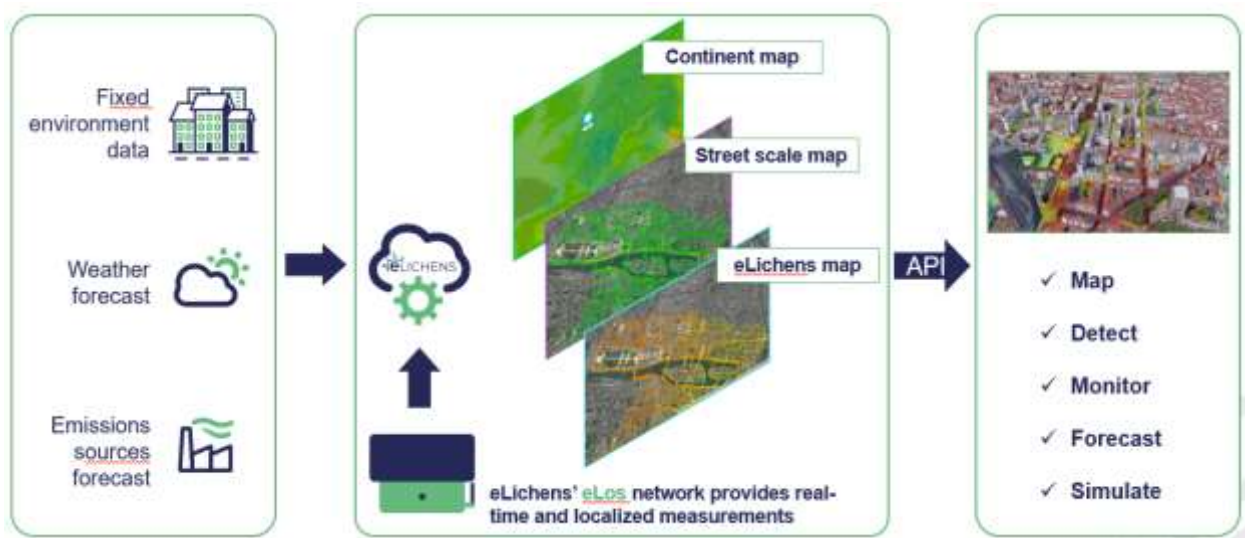 Fixed
environment
data
Weather
forecast
Emissions
sources
forecast
eLICHENS
Continent map
Street scale map
eLichens map
eLichens' eLos network provides real-
time and localized measurements
API
✓ Map
✓ Detect
✓ Monitor
✓ Forecast
✓ Simulate